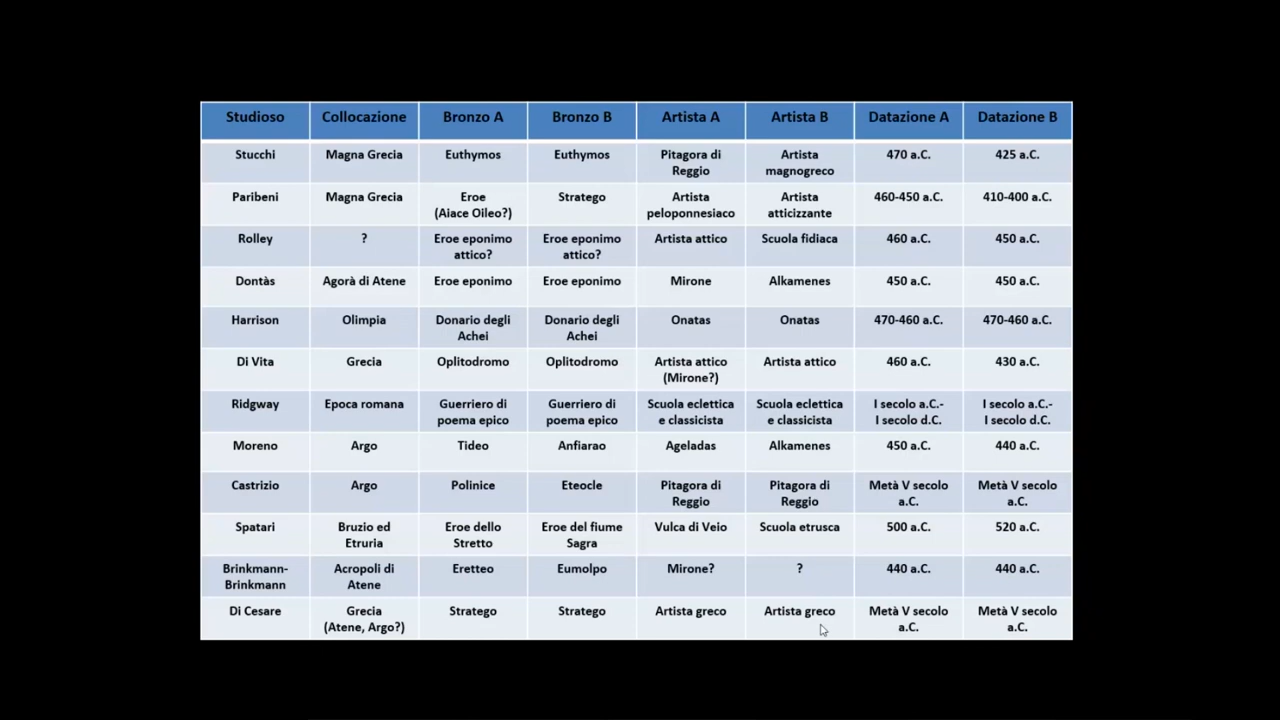 Studioso Collocazione Bronzo A Bronzo B Artista A Artista B Datazione A Datazione B
Stucchi Magna Grecia Euthymos Euthymos Pitagora di Reggio Artista magnogreco 470 a.C. 425 a.C.
Paribeni Magna Grecia Eroe (Aiace Oileo?) Stratego Artista peloponnesiaco Artista atticizzante 460-450 a.C. 410-400 a.C.
Rolley ? Eroe eponimo attico? Eroe eponimo attico? Artista attico Scuola fidiaca 460 a.C. 450 a.C.
Dontàs Agorà di Atene Eroe eponimo Eroe eponimo Mirone Alkamenes 450 a.C. 450 a.C.
Harrison Olimpia Donario degli Achei Donario degli Achei Onatas Onatas 470-460 a.C. 470-460 a.C.
Di Vita Grecia Oplitodromo Oplitodromo Artista attico (Mirone?) Artista attico 460 a.C. 430 a.C.
Ridgway Epoca romana Guerriero di poema epico Guerriero di poema epico Scuola eclettica e classicista Scuola eclettica e classicista I secolo a.C.- I secolo d.C. I secolo a.C.- I secolo d.C.
Moreno Argo Tideo Anfiarao Ageladas Alkamenes 450 a.C. 440 a.C.
Castrizio Argo Polinice Eteocle Pitagora di Reggio Pitagora di Reggio Metà V secolo a.C. Metà V secolo a.C.
Spatari Bruzio ed Etruria Eroe dello Stretto Eroe del fiume Sagra Vulca di Veio Scuola etrusca 500 a.C. 520 a.C.
Brinkmann-Brinkmann Acropoli di Atene Eretteo Eumolpo Mirone? ? 440 a.C. 440 a.C.
Di Cesare Grecia (Atene, Argo?) Stratego Stratego Artista greco Artista greco Metà V secolo a.C. Metà V secolo a.C.